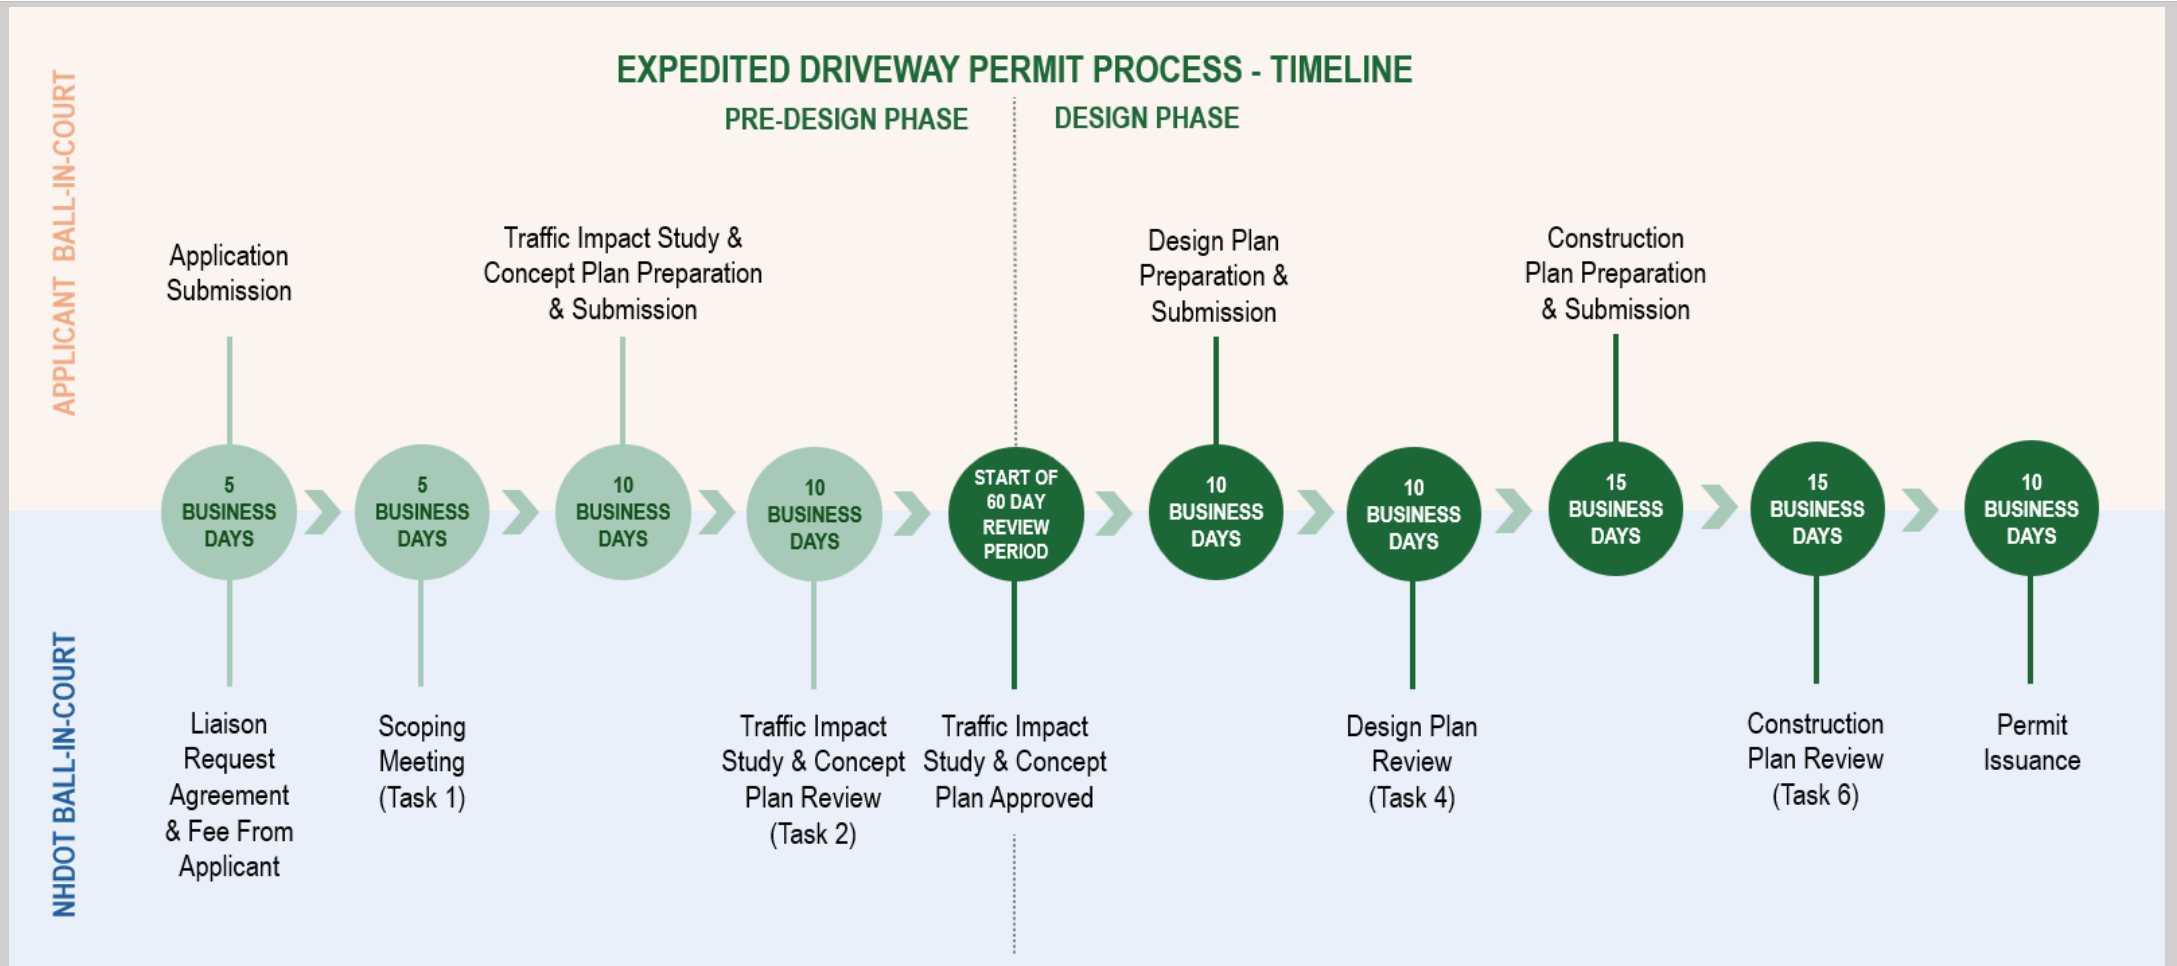 EXPEDITED DRIVEWAY PERMIT PROCESS - TIMELINE
PRE-DESIGN PHASE
DESIGN PHASE
APPLICANT BALL-IN-COURT
Application
Submission
Traffic Impact Study &
Concept Plan Preparation
& Submission
Design Plan
Preparation &
Submission
Construction
Plan Preparation
& Submission
5
BUSINESS
DAYS
5
BUSINESS
DAYS
10
BUSINESS
DAYS
10
BUSINESS
DAYS
START OF
60 DAY
REVIEW
PERIOD
10
BUSINESS
DAYS
10
BUSINESS
DAYS
15
BUSINESS
DAYS
15
BUSINESS
DAYS
10
BUSINESS
DAYS
NHDOT BALL-IN-COURT
Liaison
Request
Agreement
& Fee From
Applicant
Scoping
Meeting
(Task 1)
Traffic Impact
Study & Concept
Plan Review
(Task 2)
Traffic Impact
Study & Concept
Plan Approved
Design Plan
Review
(Task 4)
Construction
Plan Review
(Task 6)
Permit
Issuance